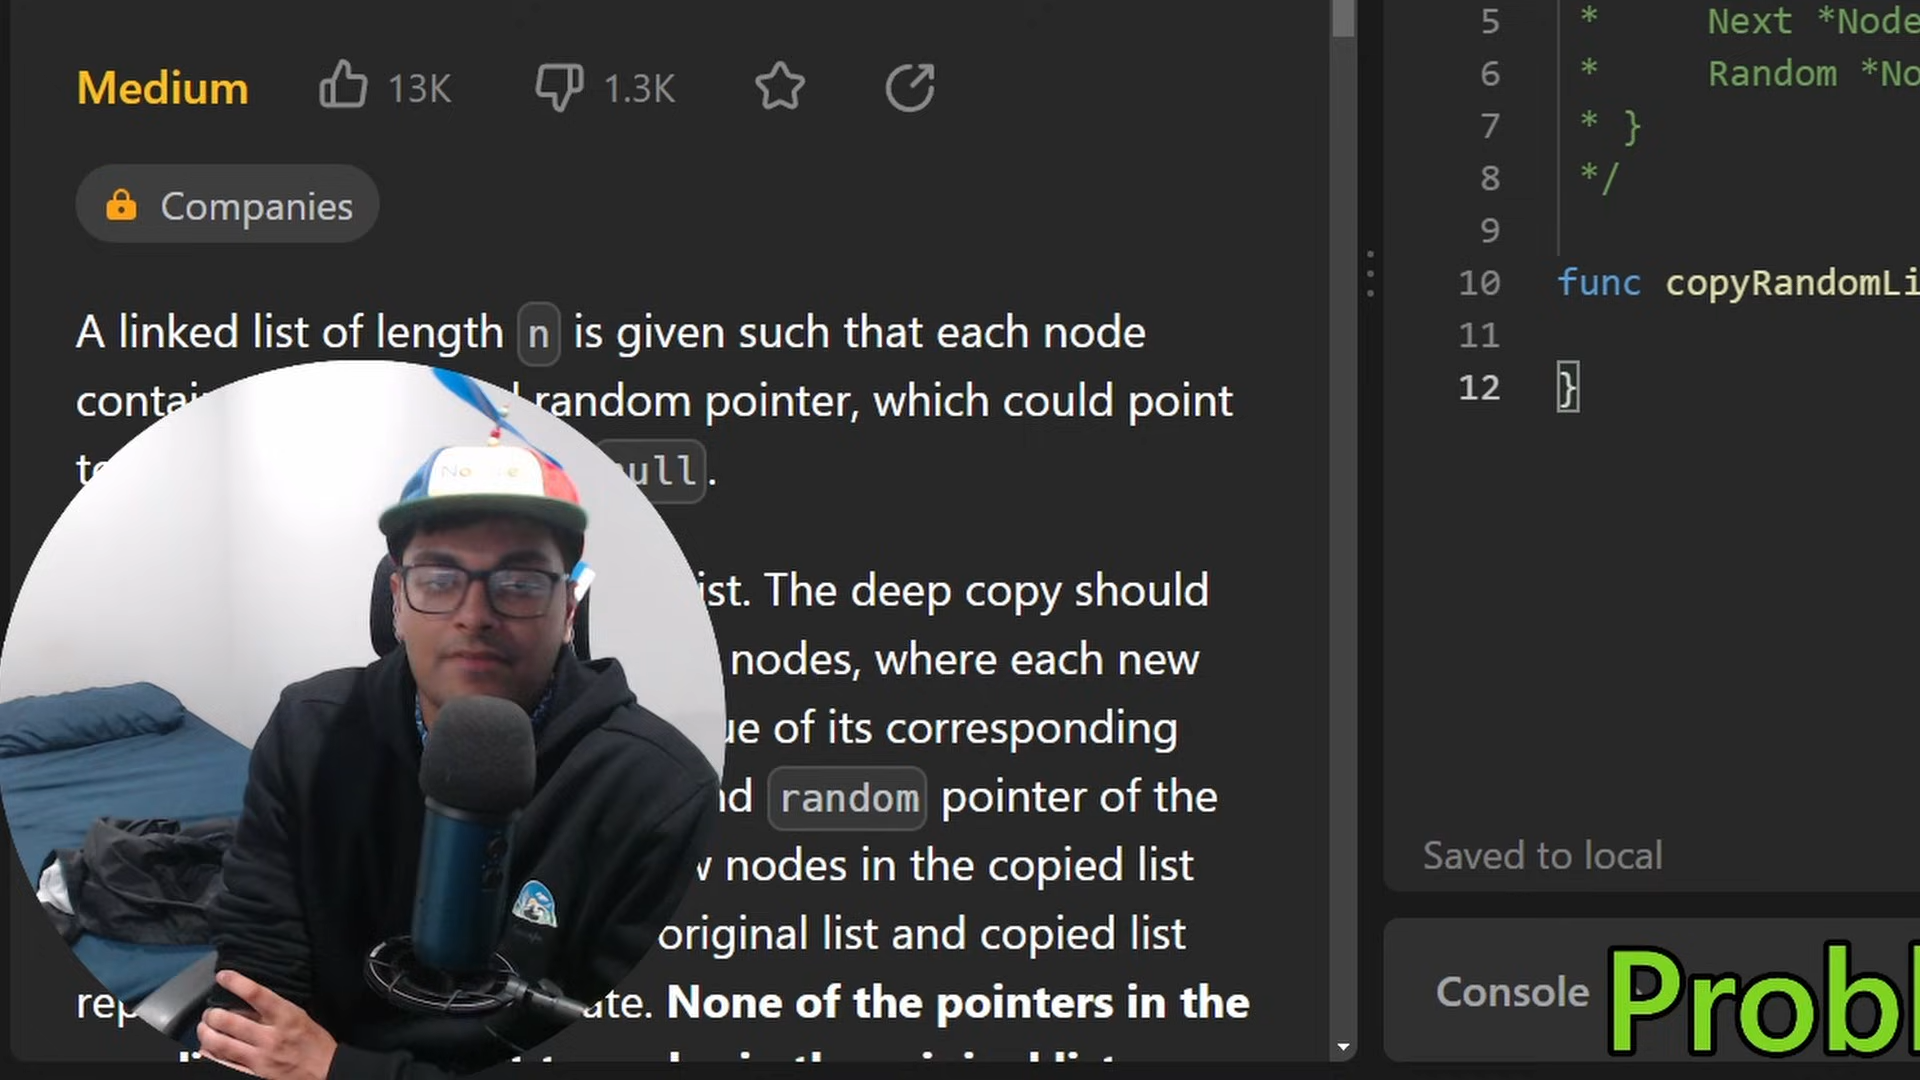 Medium 13K 1.3K
Companies
A linked list of length n is given such that each node
random pointer, which could point
.
ist. The deep copy should
nodes, where each new
ue of its corresponding
nd random pointer of the
nodes in the copied list
original list and copied list
None of the pointers in the
5 * Next *Node
6 * Random *No
7 * }
8 */
9
10 func copyRandomLi
11
12 }
Saved to local
Console
Probl